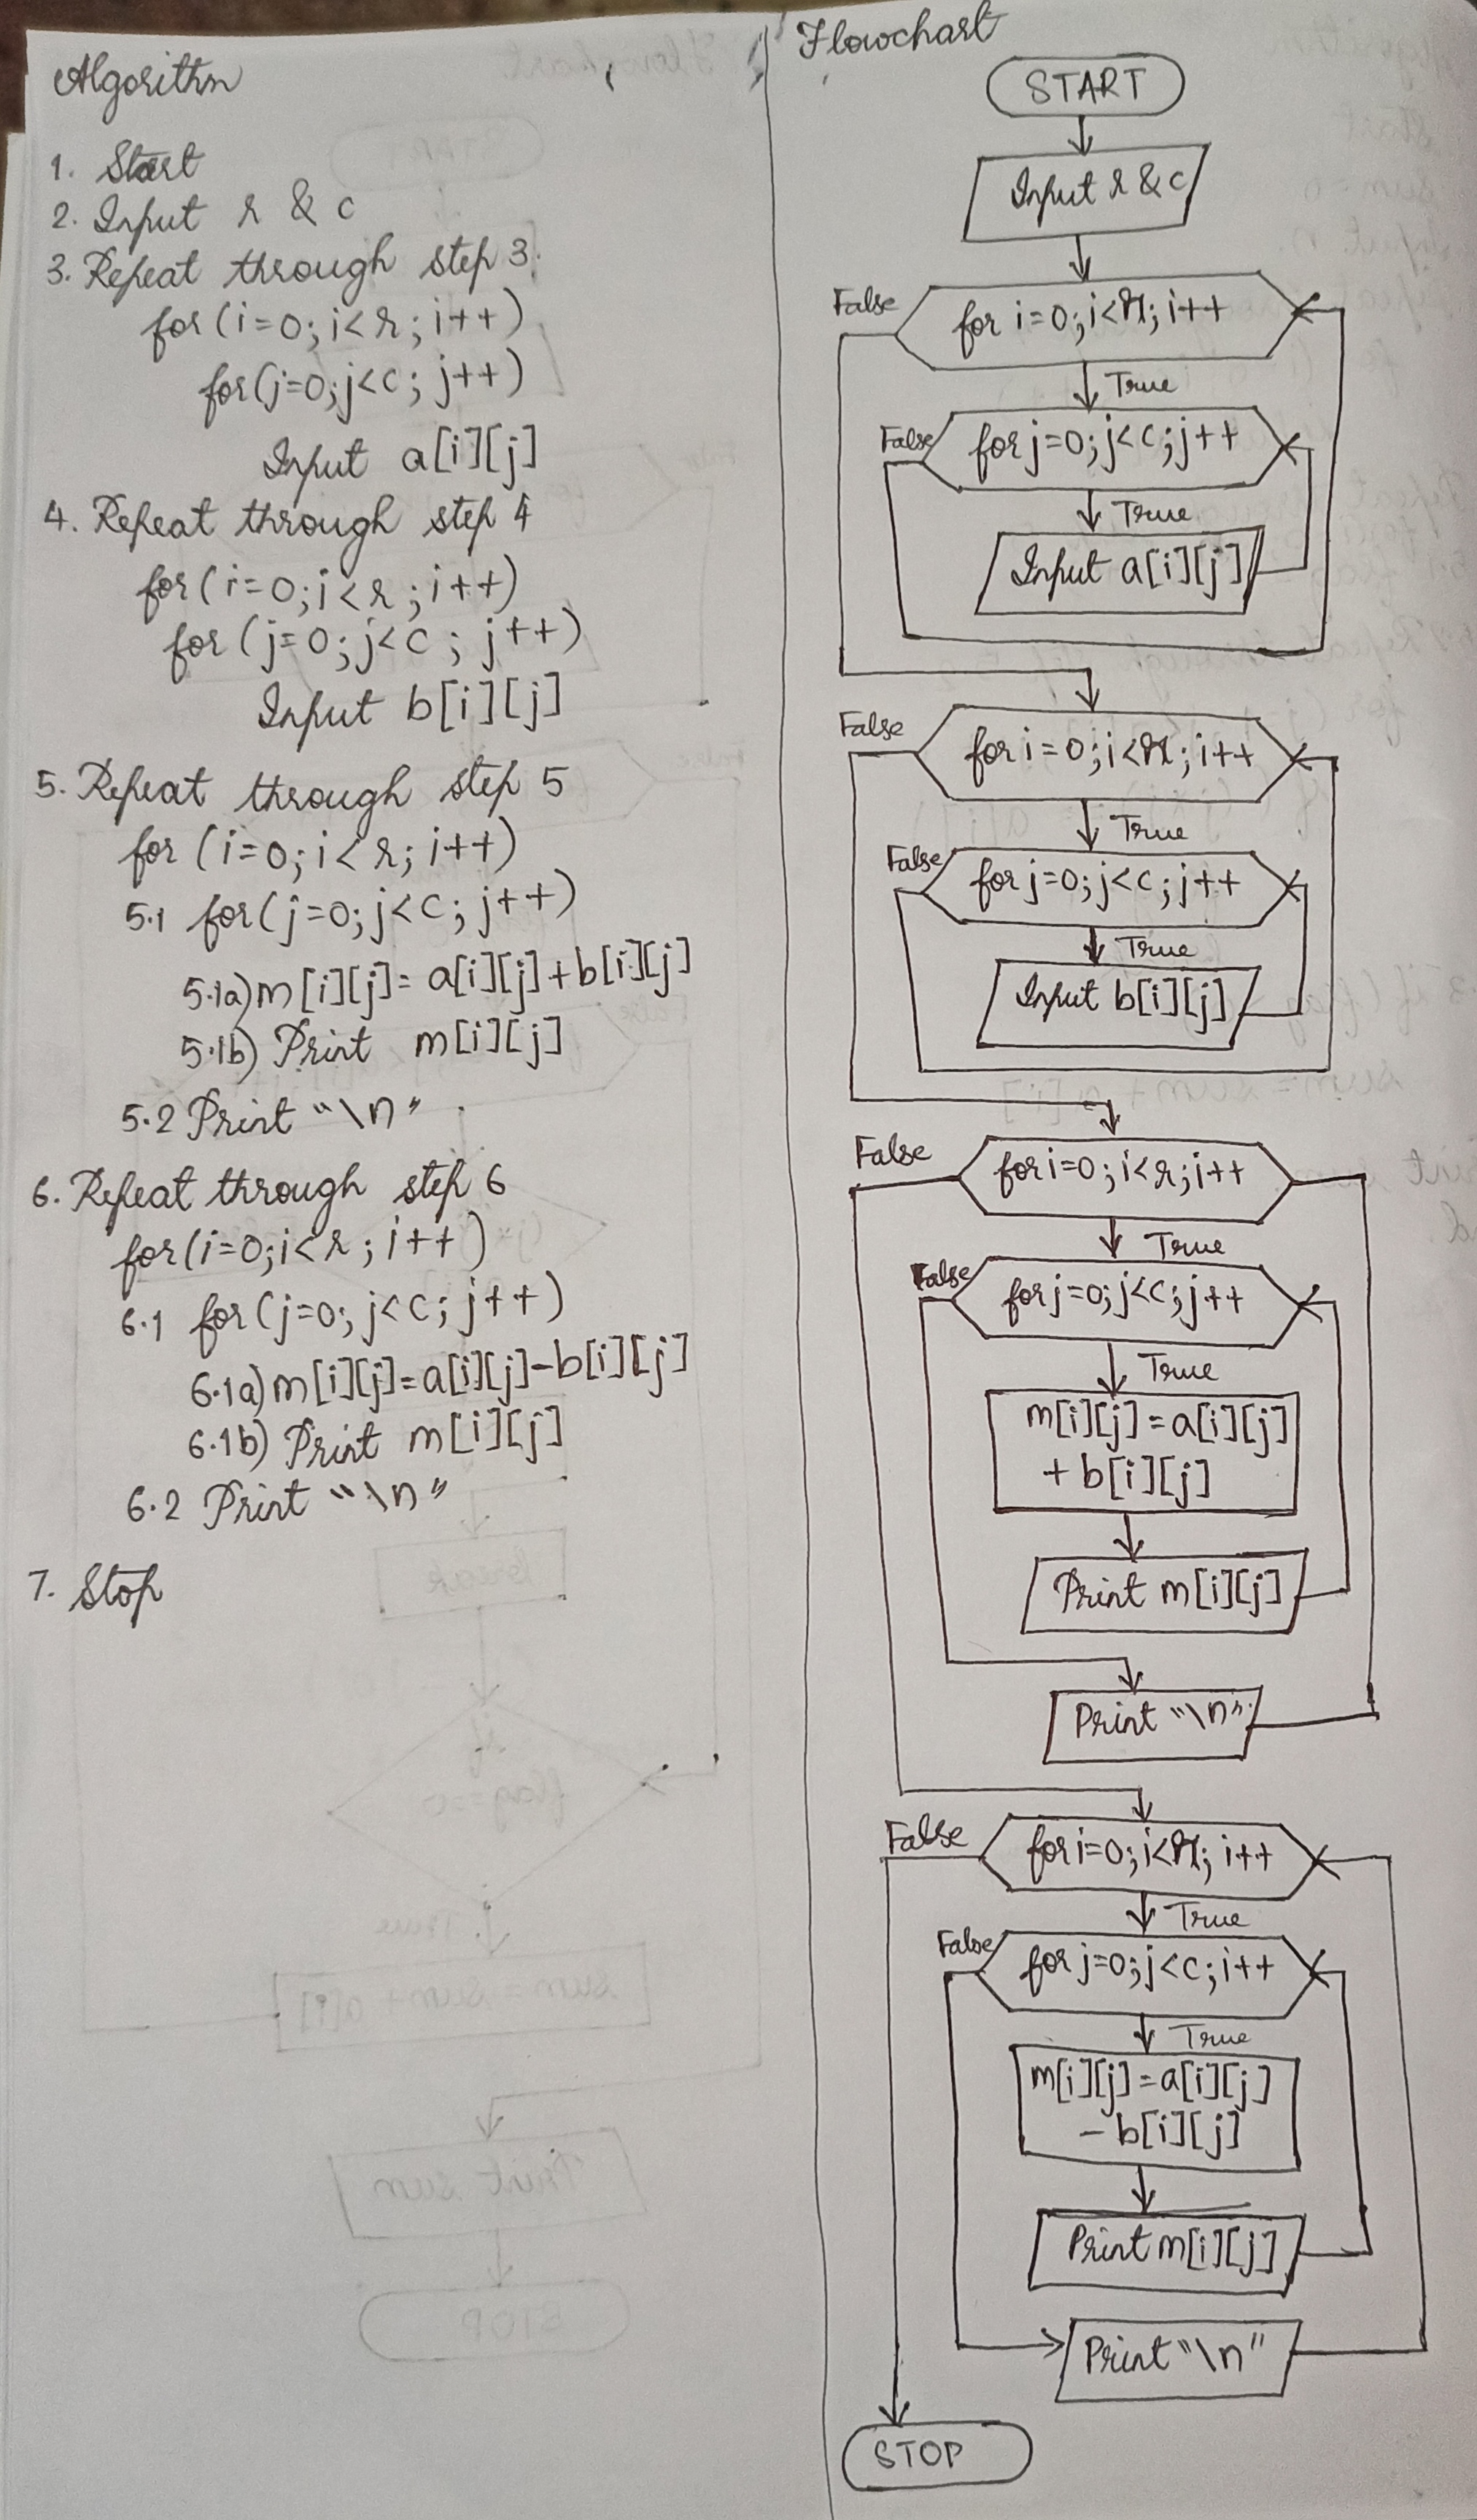 Algorithm
1. Start
2. Input r & c
3. Repeat through step 3
for (i=0; i<r; i++)
for (j=0; j<c; j++)
Input a[i][j]
4. Repeat through step 4
for (i=0; i<r; i++)
for (j=0; j<c; j++)
Input b[i][j]
5. Repeat through step 5
for (i=0; i<r; i++)
5.1 for (j=0; j<c; j++)
5.1a) m[i][j]= a[i][j]+b[i][j]
5.1b) Print m[i][j]
5.2 Print "\n"
6. Repeat through step 6
for (i=0; i<r; i++)
6.1 for (j=0; j<c; j++)
6.1a) m[i][j]=a[i][j]-b[i][j]
6.1b) Print m[i][j]
6.2 Print "\n"
7. Stop
Flowchart
START
Input r & c
False
for i=0; i<r; i++
True
False
for j=0; j<c; j++
True
Input a[i][j]
False
for i=0; i<r; i++
True
False
for j=0; j<c; j++
True
Input b[i][j]
False
for i=0; i<r; i++
True
False
for j=0; j<c; j++
True
m[i][j]=a[i][j]
+ b[i][j]
Print m[i][j]
Print "\n"
False
for i=0; i<r; i++
True
False
for j=0; j<c; i++
True
m[i][j]=a[i][j]
- b[i][j]
Print m[i][j]
Print "\n"
STOP